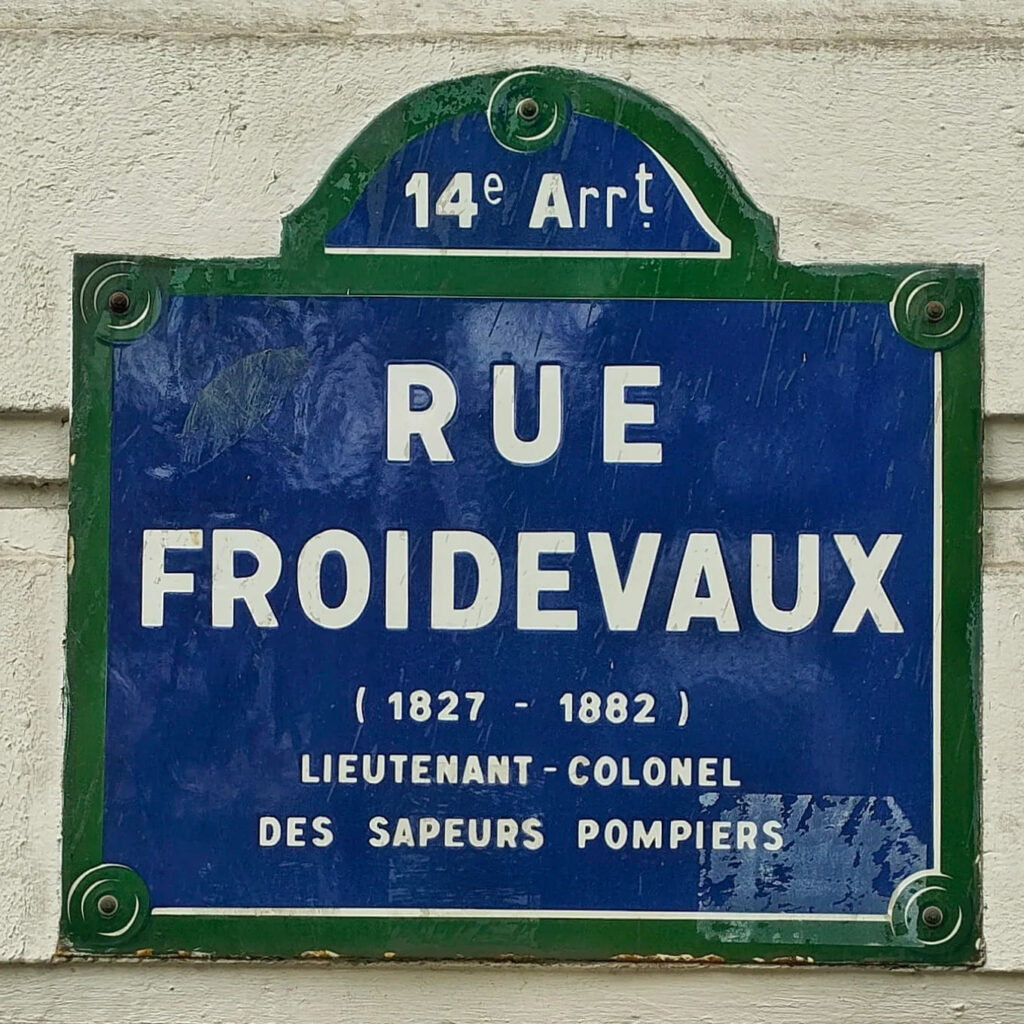 14e Arrt.
RUE
FROIDEVAUX
( 1827 - 1882 )
LIEUTENANT-COLONEL
DES SAPEURS POMPIERS